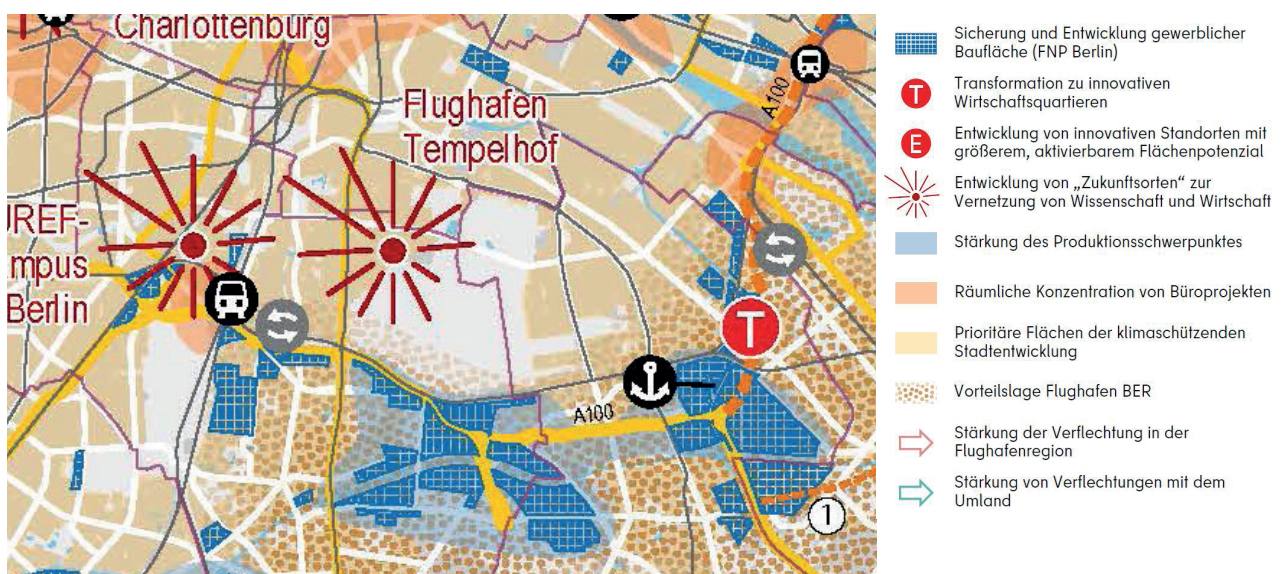 Charlottenburg
Flughafen
Tempelhof
A100
T
A100
1
Sicherung und Entwicklung gewerblicher
Baufläche (FNP Berlin)
T
Transformation zu innovativen
Wirtschaftsquartieren
E
Entwicklung von innovativen Standorten mit
größerem, aktivierbarem Flächenpotenzial
Entwicklung von „Zukunftsorten“ zur
Vernetzung von Wissenschaft und Wirtschaft
Stärkung des Produktionsschwerpunktes
Räumliche Konzentration von Büroprojekten
Prioritäre Flächen der klimaschützenden
Stadtentwicklung
Vorteilslage Flughafen BER
Stärkung der Verflechtung in der
Flughafenregion
Stärkung von Verflechtungen mit dem
Umland
Berlin